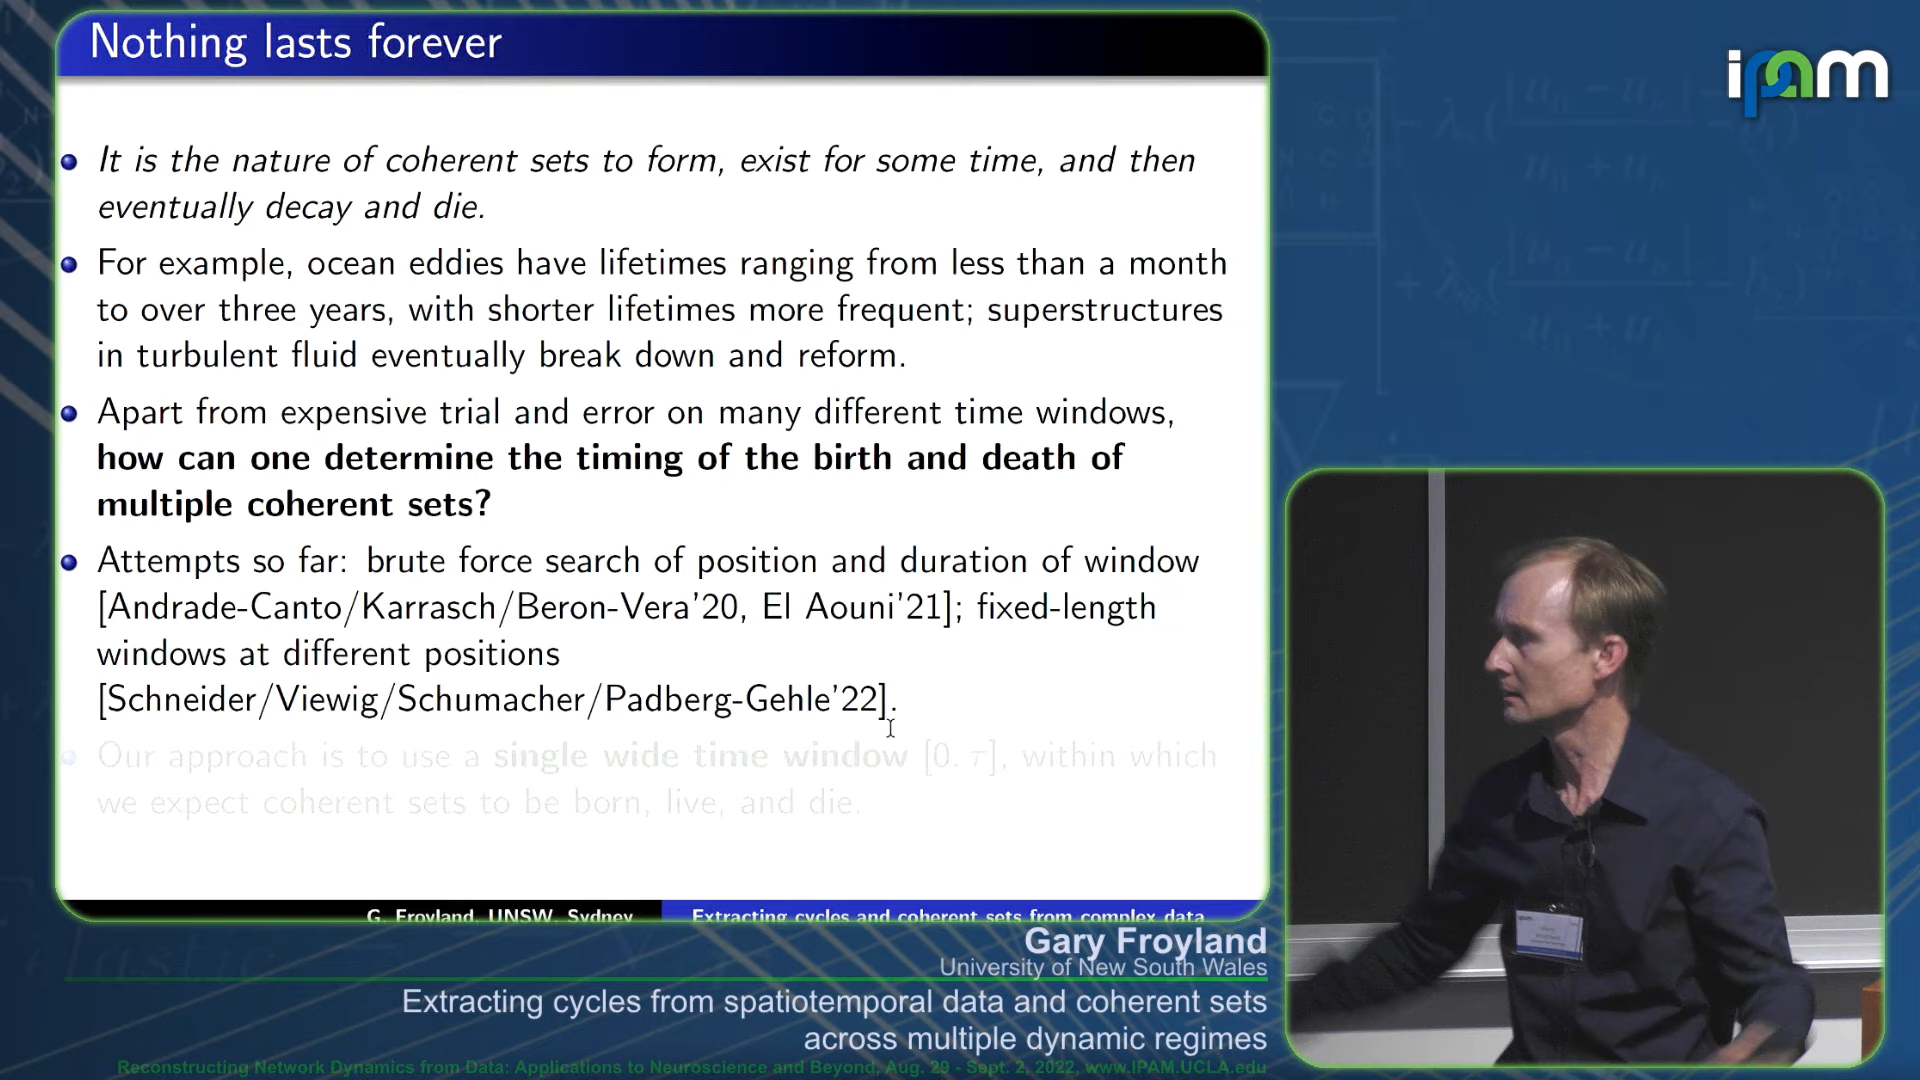 Nothing lasts forever
ipam
It is the nature of coherent sets to form, exist for some time, and then
eventually decay and die.
For example, ocean eddies have lifetimes ranging from less than a month
to over three years, with shorter lifetimes more frequent; superstructures
in turbulent fluid eventually break down and reform.
Apart from expensive trial and error on many different time windows,
how can one determine the timing of the birth and death of
multiple coherent sets?
Attempts so far: brute force search of position and duration of window
[Andrade-Canto/Karrasch/Beron-Vera'20, El Aouni'21]; fixed-length
windows at different positions
[Schneider/Viewig/Schumacher/Padberg-Gehle'22].
Our approach is to use a single wide time window [0. τ], within which
we expect coherent sets to be born, live, and die.
G. Froyland, UNSW, Sydney
Extracting cycles and coherent sets from complex data
Gary Froyland
University of New South Wales
Extracting cycles from spatiotemporal data and coherent sets
across multiple dynamic regimes
Reconstructing Network Dynamics from Data: Applications to Neuroscience and Beyond, Aug. 29 - Sept. 2, 2022, www.IPAM.UCLA.edu